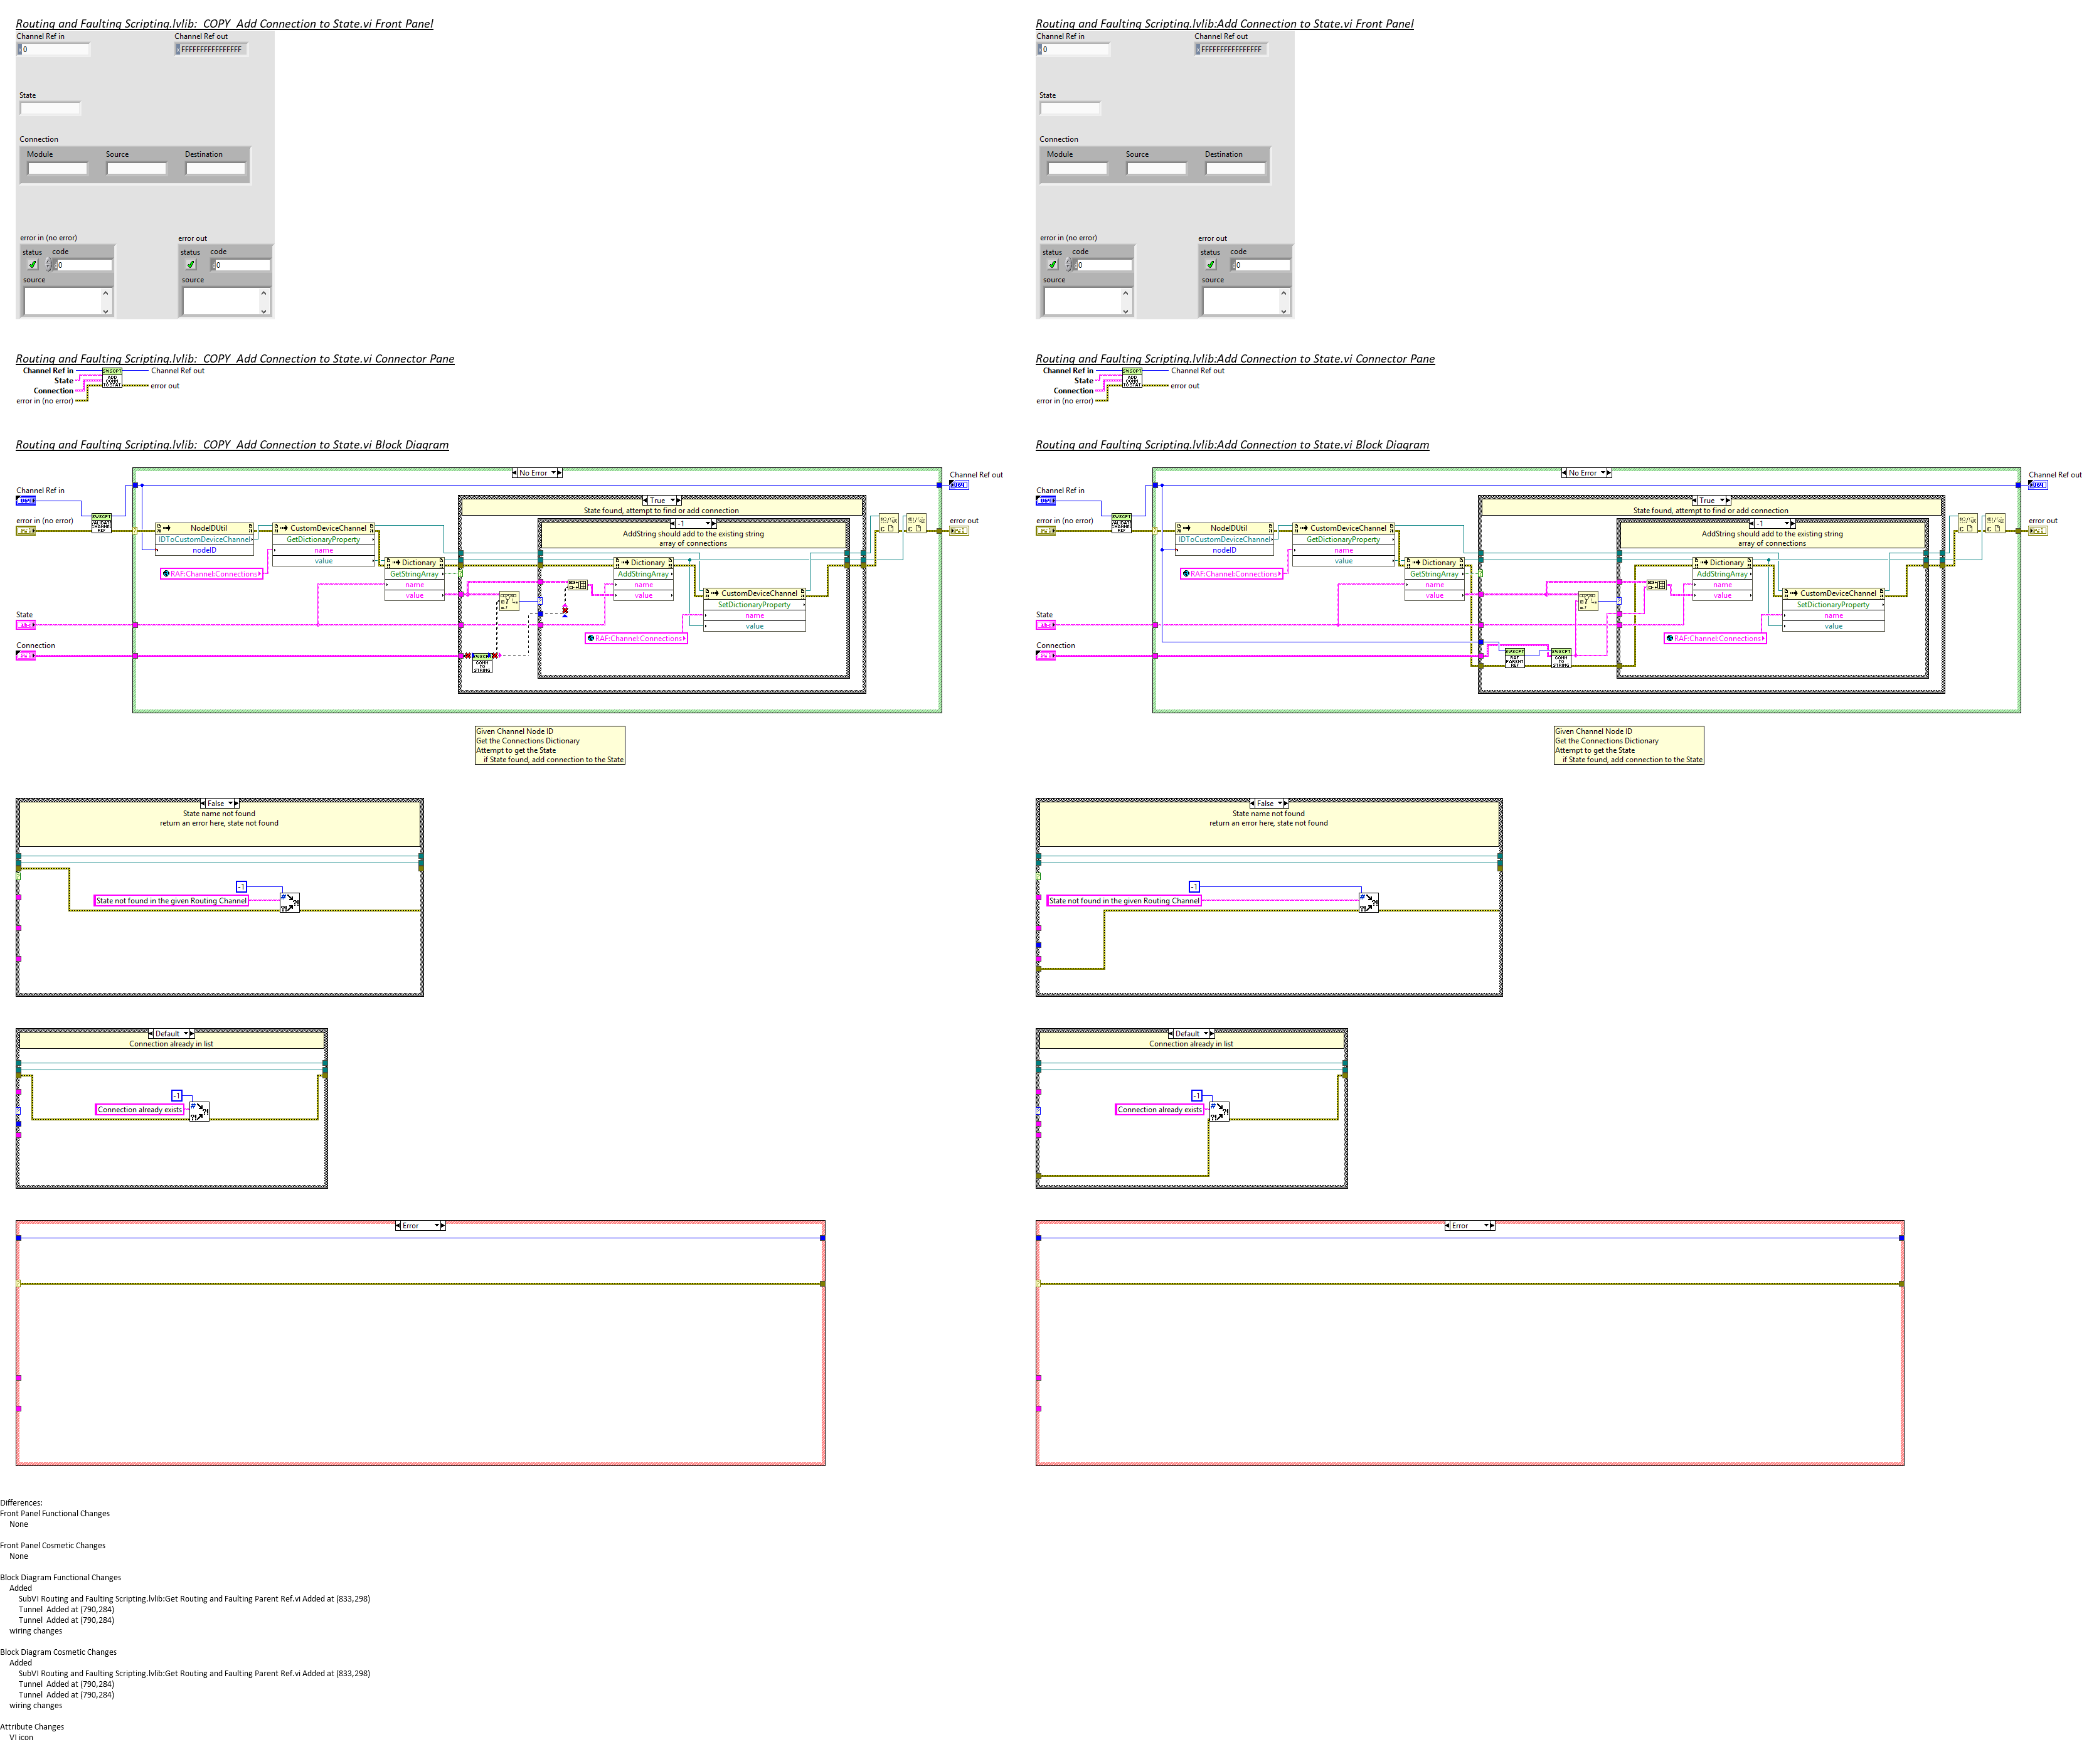 Routing and Faulting Scripting.lvlib:_COPY_Add Connection to State.vi Front Panel
Channel Ref in
Channel Ref out
0
FFFFFFFFFFFFFFFF
State
Connection
Module
Source
Destination
error in (no error)
error out
status
code
status
code
0
0
source
source
Routing and Faulting Scripting.lvlib:_COPY_Add Connection to State.vi Connector Pane
Channel Ref in
Channel Ref out
State
error out
Connection
error in (no error)
Routing and Faulting Scripting.lvlib:_COPY_Add Connection to State.vi Block Diagram
No Error
Channel Ref out
Channel Ref in
True
State found, attempt to find or add connection
error in (no error)
VALIDATE
CHANNEL
REF
-1
error out
NodeIDUtil
CustomDeviceChannel
AddString should add to the existing string
array of connections
IDToCustomDeviceChannel
GetDictionaryProperty
nodeID
name
value
Dictionary
Dictionary
RAF:Channel:Connections
GetStringArray
AddStringArray
name
name
value
value
CustomDeviceChannel
SetDictionaryProperty
name
value
State
RAF:Channel:Connections
Connection
CONN
TO
STRING
Given Channel Node ID
Get the Connections Dictionary
Attempt to get the State
if State found, add connection to the State
False
State name not found
return an error here, state not found
-1
State not found in the given Routing Channel
Default
Connection already in list
-1
Connection already exists
Error
Routing and Faulting Scripting.lvlib:Add Connection to State.vi Front Panel
Channel Ref in
Channel Ref out
0
FFFFFFFFFFFFFFFF
State
Connection
Module
Source
Destination
error in (no error)
error out
status
code
status
code
0
0
source
source
Routing and Faulting Scripting.lvlib:Add Connection to State.vi Connector Pane
Channel Ref in
Channel Ref out
State
error out
Connection
error in (no error)
Routing and Faulting Scripting.lvlib:Add Connection to State.vi Block Diagram
No Error
Channel Ref out
Channel Ref in
True
State found, attempt to find or add connection
error in (no error)
VALIDATE
CHANNEL
REF
-1
error out
NodeIDUtil
CustomDeviceChannel
AddString should add to the existing string
array of connections
IDToCustomDeviceChannel
GetDictionaryProperty
nodeID
name
value
Dictionary
Dictionary
RAF:Channel:Connections
GetStringArray
AddStringArray
name
name
value
value
CustomDeviceChannel
SetDictionaryProperty
name
value
State
RAF:Channel:Connections
Connection
RAF
PARENT
REF
CONN
TO
STRING
Given Channel Node ID
Get the Connections Dictionary
Attempt to get the State
if State found, add connection to the State
False
State name not found
return an error here, state not found
-1
State not found in the given Routing Channel
Default
Connection already in list
-1
Connection already exists
Error
Differences:
Front Panel Functional Changes
None
Front Panel Cosmetic Changes
None
Block Diagram Functional Changes
Added
SubVI Routing and Faulting Scripting.lvlib:Get Routing and Faulting Parent Ref.vi Added at (833,298)
Tunnel  Added at (790,284)
Tunnel  Added at (790,284)
wiring changes
Block Diagram Cosmetic Changes
Added
SubVI Routing and Faulting Scripting.lvlib:Get Routing and Faulting Parent Ref.vi Added at (833,298)
Tunnel  Added at (790,284)
Tunnel  Added at (790,284)
wiring changes
Attribute Changes
VI icon